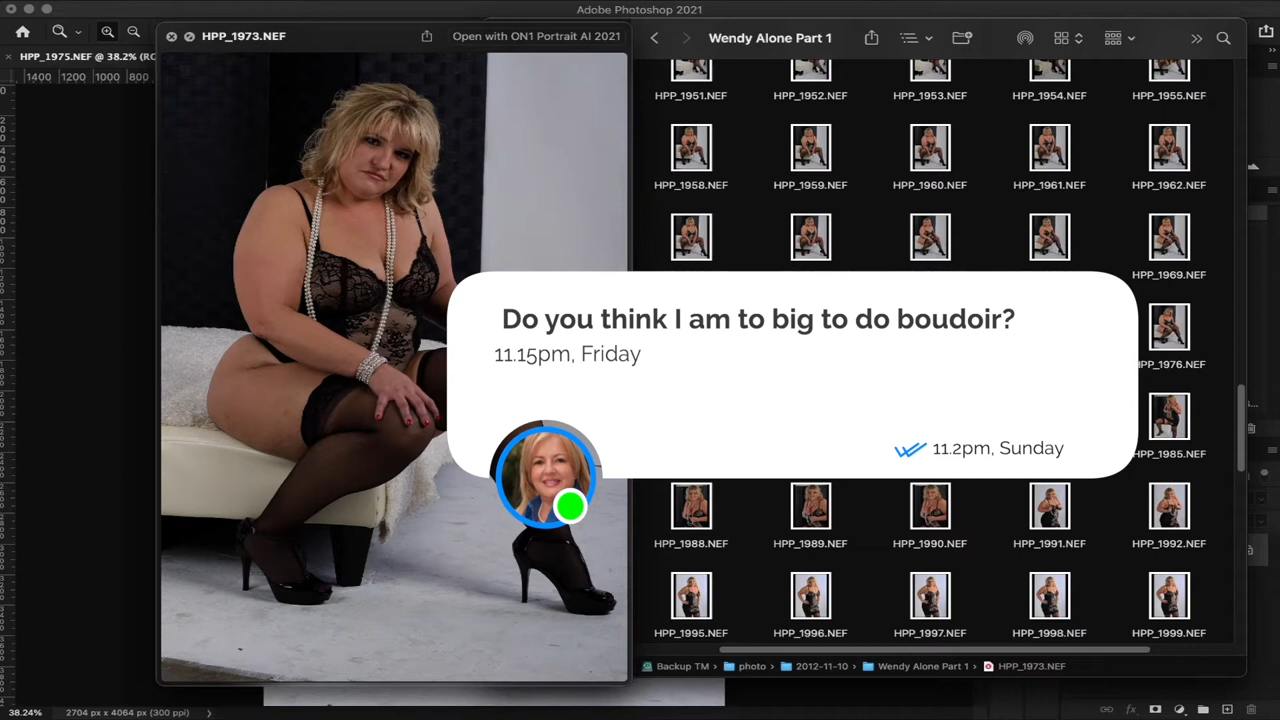 Adobe Photoshop 2021
HPP_1975.NEF @ 38.2% (RC
HPP_1973.NEF
Open with ON1 Portrait AI 2021
Wendy Alone Part 1
1400 1200 1000 800
HPP_1951.NEF HPP_1952.NEF HPP_1953.NEF HPP_1954.NEF HPP_1955.NEF
HPP_1958.NEF HPP_1959.NEF HPP_1960.NEF HPP_1961.NEF HPP_1962.NEF
HPP_1969.NEF
Do you think I am to big to do boudoir?
11.15pm, Friday
HPP_1976.NEF
11.2pm, Sunday
HPP_1985.NEF
HPP_1988.NEF HPP_1989.NEF HPP_1990.NEF HPP_1991.NEF HPP_1992.NEF
HPP_1995.NEF HPP_1996.NEF HPP_1997.NEF HPP_1998.NEF HPP_1999.NEF
Backup TM › photo › 2012-11-10 › Wendy Alone Part 1 › HPP_1973.NEF
38.24% 2704 px x 4064 px (300 ppi)